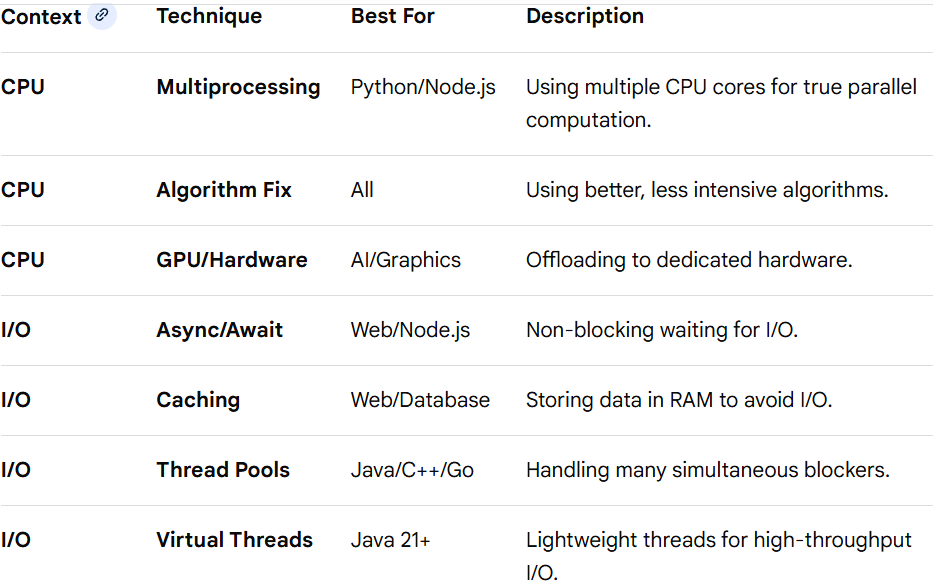 Context Technique Best For Description
CPU Multiprocessing Python/Node.js Using multiple CPU cores for true parallel
computation.
CPU Algorithm Fix All Using better, less intensive algorithms.
CPU GPU/Hardware AI/Graphics Offloading to dedicated hardware.
I/O Async/Await Web/Node.js Non-blocking waiting for I/O.
I/O Caching Web/Database Storing data in RAM to avoid I/O.
I/O Thread Pools Java/C++/Go Handling many simultaneous blockers.
I/O Virtual Threads Java 21+ Lightweight threads for high-throughput
I/O.